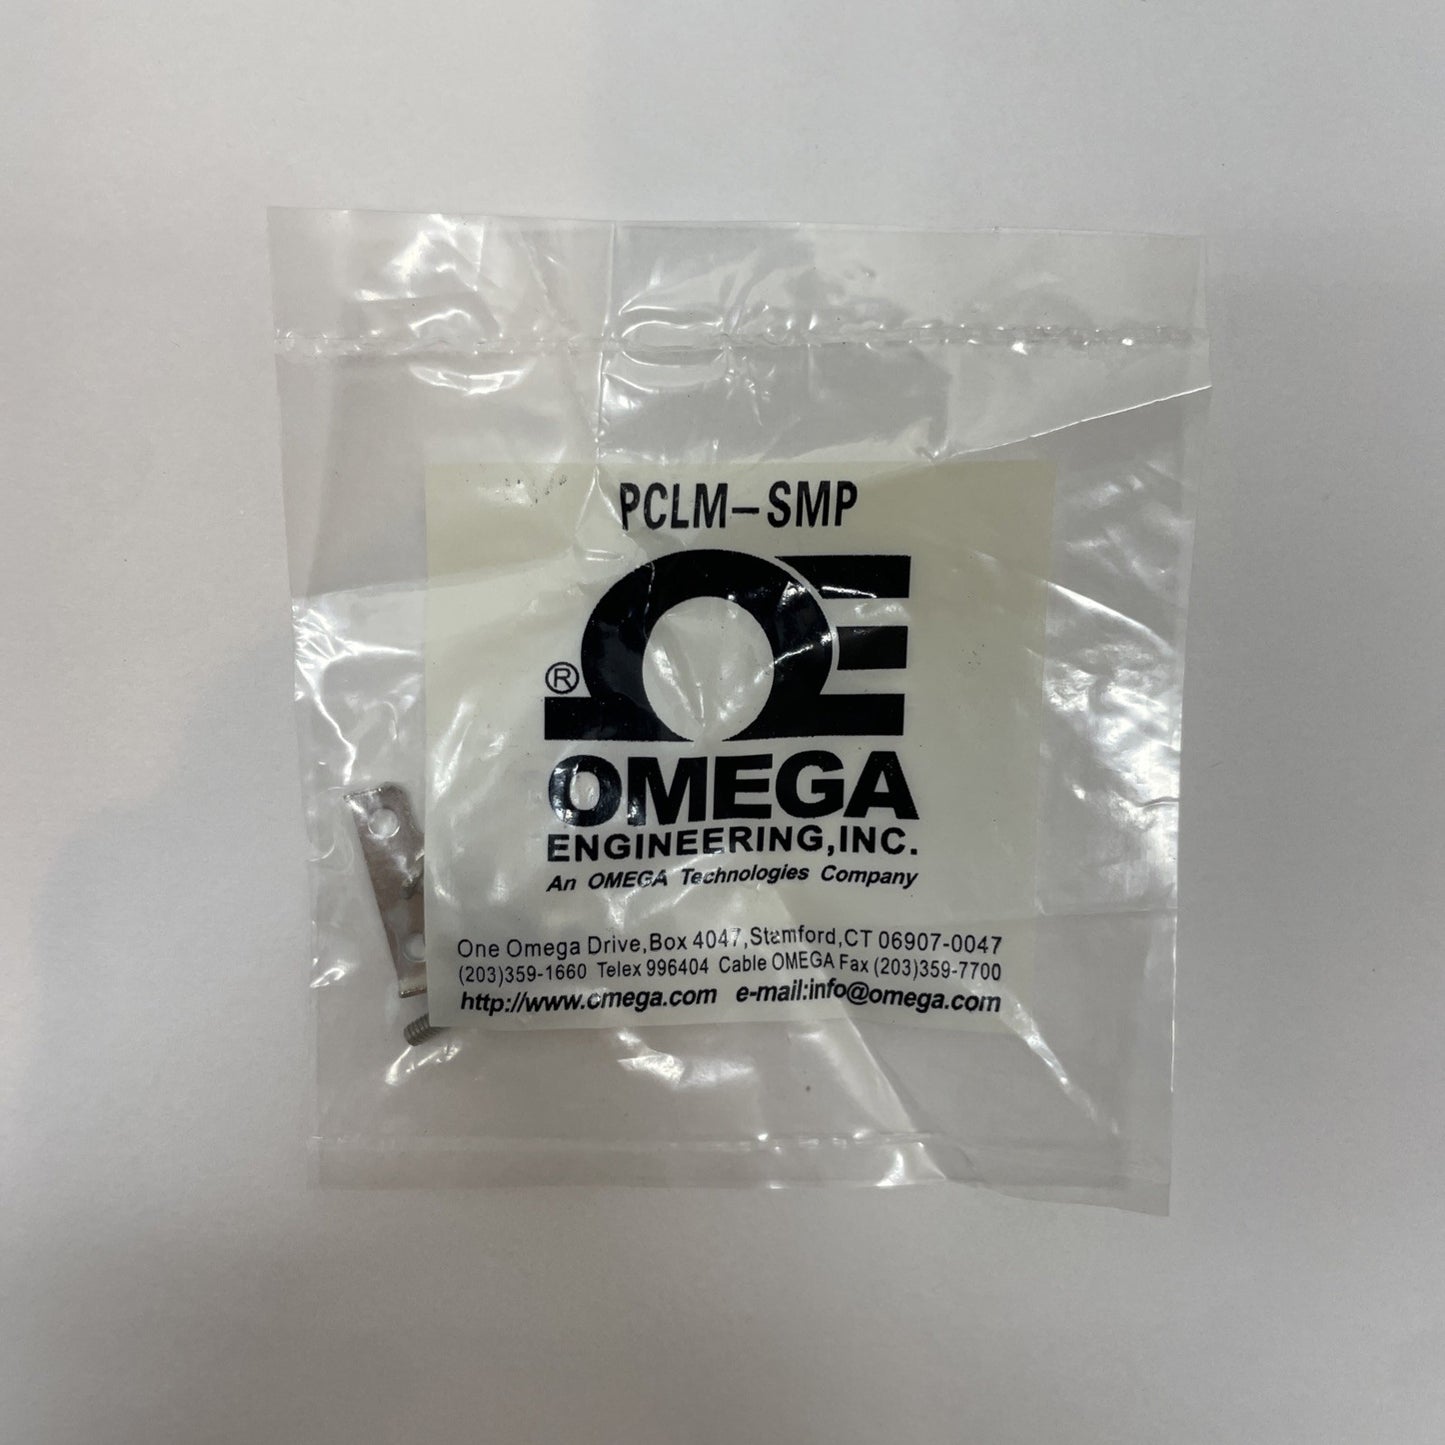 PCLM-SMP
®
OMEGA
ENGINEERING,INC.
An OMEGA Technologies Company
One Omega Drive,Box 4047,Stamford,CT 06907-0047
(203)359-1660 Telex 996404 Cable OMEGA Fax (203)359-7700
http://www.omega.com e-mail:info@omega.com